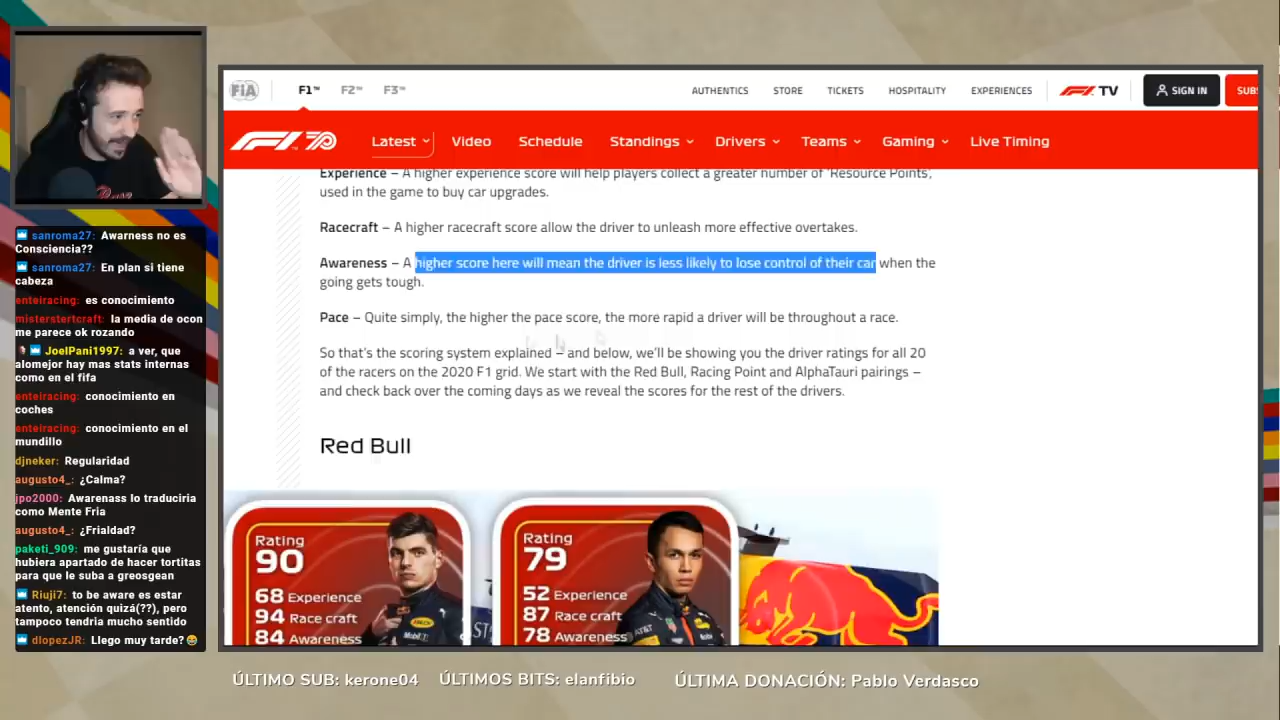 FiA
F1™
F2™
F3™
AUTHENTICS
STORE
TICKETS
HOSPITALITY
EXPERIENCES
F1 TV
SIGN IN
SUBS
F1 70
Latest
Video
Schedule
Standings
Drivers
Teams
Gaming
Live Timing
Experience – A higher experience score will help players collect a greater number of 'Resource Points',
used in the game to buy car upgrades.
Racecraft – A higher racecraft score allow the driver to unleash more effective overtakes.
Awareness – A higher score here will mean the driver is less likely to lose control of their car when the
going gets tough.
Pace – Quite simply, the higher the pace score, the more rapid a driver will be throughout a race.
So that's the scoring system explained – and below, we'll be showing you the driver ratings for all 20
of the racers on the 2020 F1 grid. We start with the Red Bull, Racing Point and AlphaTauri pairings –
and check back over the coming days as we reveal the scores for the rest of the drivers.
Red Bull
Rating
90
68 Experience
94 Race craft
84 Awareness
Rating
79
52 Experience
87 Race craft
78 Awareness
sanroma27: Awarness no es
Consciencia??
sanroma27: En plan si tiene
cabeza
enteiracing: es conocimiento
misterstertcraft: la media de ocon
me parece ok rozando
JoelPani1997: a ver, que
alomejor hay mas stats internas
como en el fifa
enteiracing: conocimiento en
coches
enteiracing: conocimiento en el
mundillo
djneker: Regularidad
augusto4_: ¿Calma?
jpo2000: Awarenass lo traduciria
como Mente Fria
augusto4_: ¿Frialdad?
paketi_909: me gustaría que
hubiera apartado de hacer tortitas
para que le suba a greosgean
Riuji7: to be aware es estar
atento, atención quizá(??), pero
tampoco tendria mucho sentido
dlopezJR: Llego muy tarde?😂
ÚLTIMO SUB: kerone04
ÚLTIMOS BITS: elanfibio
ÚLTIMA DONACIÓN: Pablo Verdasco